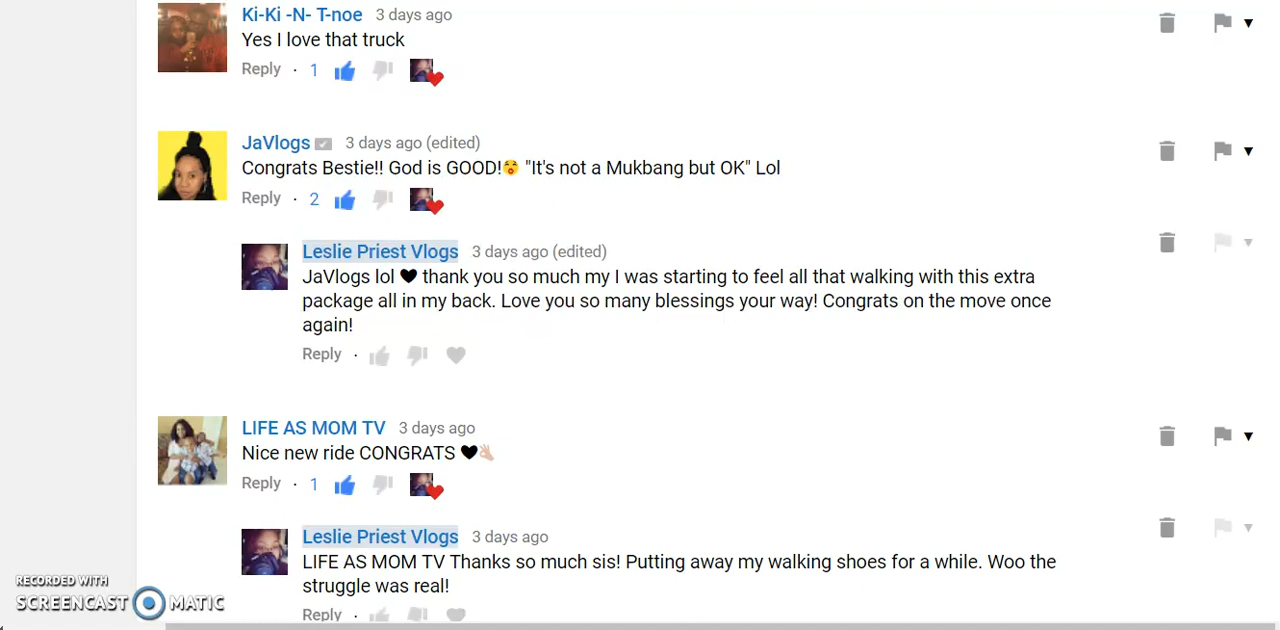 Ki-Ki -N- T-noe 3 days ago
Yes I love that truck
Reply · 1
JaVlogs 3 days ago (edited)
Congrats Bestie!! God is GOOD!😲 "It's not a Mukbang but OK" Lol
Reply · 2
Leslie Priest Vlogs 3 days ago (edited)
JaVlogs lol 🖤 thank you so much my I was starting to feel all that walking with this extra
package all in my back. Love you so many blessings your way! Congrats on the move once
again!
Reply ·
LIFE AS MOM TV 3 days ago
Nice new ride CONGRATS 🖤👌🏻
Reply · 1
Leslie Priest Vlogs 3 days ago
LIFE AS MOM TV Thanks so much sis! Putting away my walking shoes for a while. Woo the
struggle was real!
Reply ·
RECORDED WITH
SCREENCAST MATIC